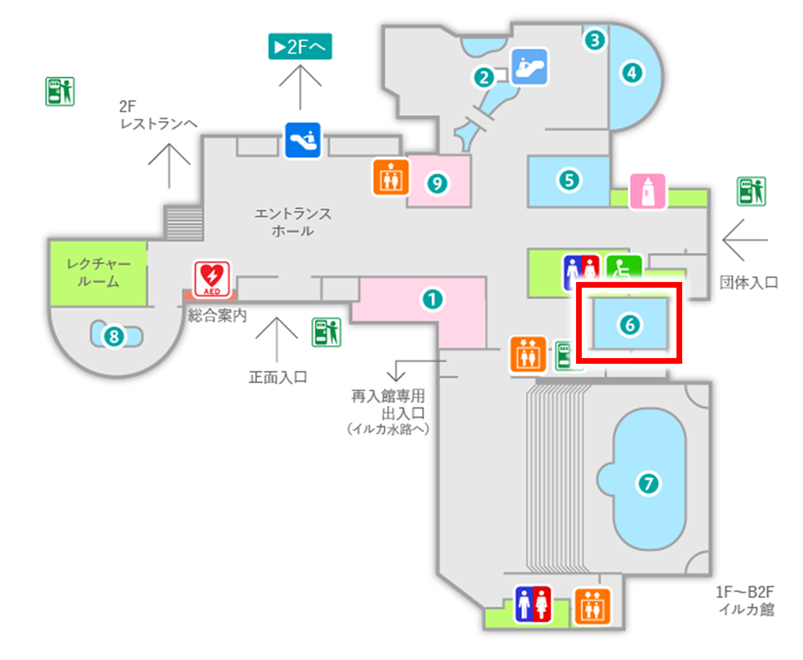 ▶2Fへ
3
4
2
2F
レストランへ
9
5
エントランス
ホール
レクチャー
ルーム
団体入口
AED
総合案内
1
6
8
正面入口
再入館専用
出入口
(イルカ水路へ)
7
1F～B2F
イルカ館